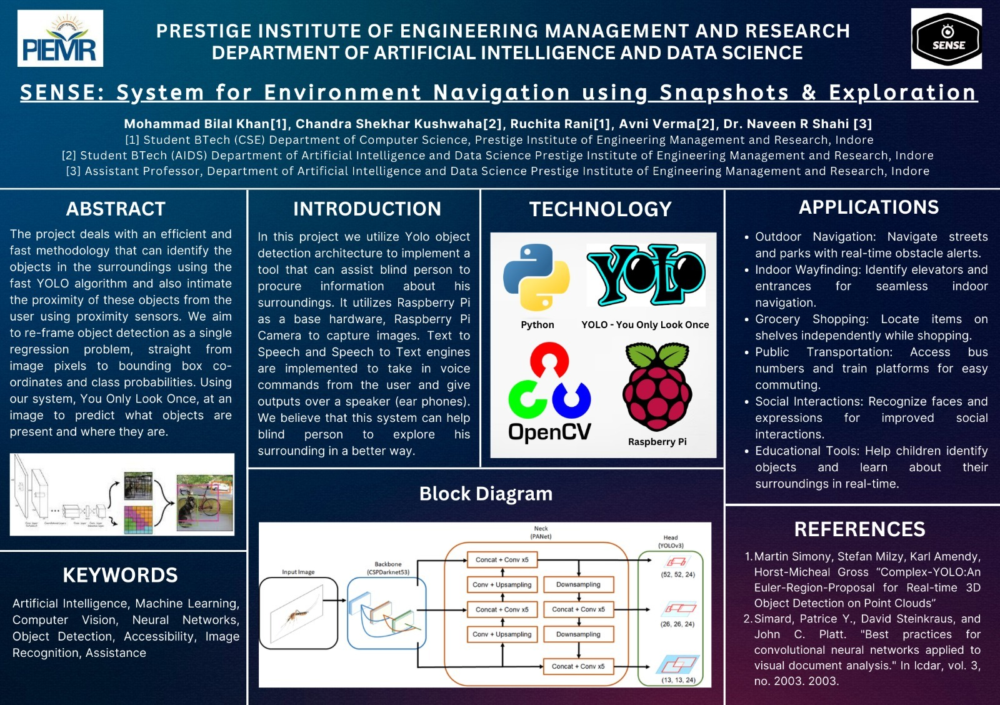 PIEMR
PRESTIGE INSTITUTE OF ENGINEERING MANAGEMENT AND RESEARCH
DEPARTMENT OF ARTIFICIAL INTELLIGENCE AND DATA SCIENCE
SENSE
SENSE: System for Environment Navigation using Snapshots & Exploration
Mohammad Bilal Khan[1], Chandra Shekhar Kushwaha[2], Ruchita Rani[1], Avni Verma[2], Dr. Naveen R Shahi [3]
[1] Student BTech (CSE) Department of Computer Science, Prestige Institute of Engineering Management and Research, Indore
[2] Student BTech (AIDS) Department of Artificial Intelligence and Data Science Prestige Institute of Engineering Management and Research, Indore
[3] Assistant Professor, Department of Artificial Intelligence and Data Science Prestige Institute of Engineering Management and Research, Indore
ABSTRACT
The project deals with an efficient and
fast methodology that can identify the
objects in the surroundings using the
fast YOLO algorithm and also intimate
the proximity of these objects from the
user using proximity sensors. We aim
to re-frame object detection as a single
regression problem, straight from
image pixels to bounding box co-
ordinates and class probabilities. Using
our system, You Only Look Once, at an
image to predict what objects are
present and where they are.
KEYWORDS
Artificial Intelligence, Machine Learning,
Computer Vision, Neural Networks,
Object Detection, Accessibility, Image
Recognition, Assistance
INTRODUCTION
In this project we utilize Yolo object
detection architecture to implement a
tool that can assist blind person to
procure information about his
surroundings. It utilizes Raspberry Pi
as a base hardware, Raspberry Pi
Camera to capture images. Text to
Speech and Speech to Text engines
are implemented to take in voice
commands from the user and give
outputs over a speaker (ear phones).
We believe that this system can help
blind person to explore his
surrounding in a better way.
TECHNOLOGY
YOLO
Python
YOLO - You Only Look Once
OpenCV
Raspberry Pi
Block Diagram
Input Image
Backbone
(CSPDarknet53)
Neck
(PANet)
Concat + Conv x5
Conv + Upsampling
Downsampling
Concat + Conv x5
Concat + Conv x5
Conv + Upsampling
Downsampling
Concat + Conv x5
Head
(YOLOv3)
(52, 52, 24)
(26, 26, 24)
(13, 13, 24)
APPLICATIONS
• Outdoor Navigation: Navigate streets
and parks with real-time obstacle alerts.
• Indoor Wayfinding: Identify elevators and
entrances for seamless indoor
navigation.
• Grocery Shopping: Locate items on
shelves independently while shopping.
• Public Transportation: Access bus
numbers and train platforms for easy
commuting.
• Social Interactions: Recognize faces and
expressions for improved social
interactions.
• Educational Tools: Help children identify
objects and learn about their
surroundings in real-time.
REFERENCES
1. Martin Simony, Stefan Milzy, Karl Amendy,
Horst-Micheal Gross “Complex-YOLO:An
Euler-Region-Proposal for Real-time 3D
Object Detection on Point Clouds”
2. Simard, Patrice Y., David Steinkraus, and
John C. Platt. "Best practices for
convolutional neural networks applied to
visual document analysis." In Icdar, vol. 3,
no. 2003. 2003.